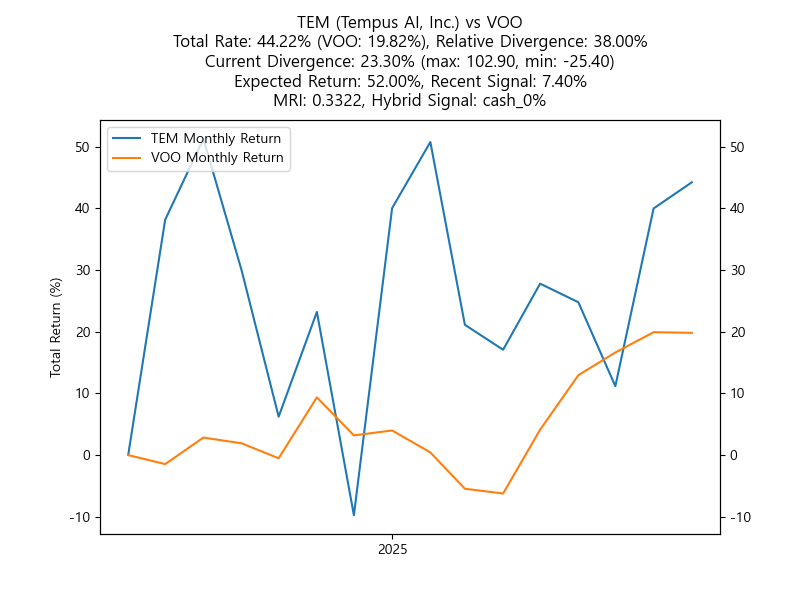 TEM (Tempus AI, Inc.) vs VOO
Total Rate: 44.22% (VOO: 19.82%), Relative Divergence: 38.00%
Current Divergence: 23.30% (max: 102.90, min: -25.40)
Expected Return: 52.00%, Recent Signal: 7.40%
MRI: 0.3322, Hybrid Signal: cash_0%
TEM Monthly Return
VOO Monthly Return
Total Return (%)
50
40
30
20
10
0
-10
50
40
30
20
10
0
-10
2025